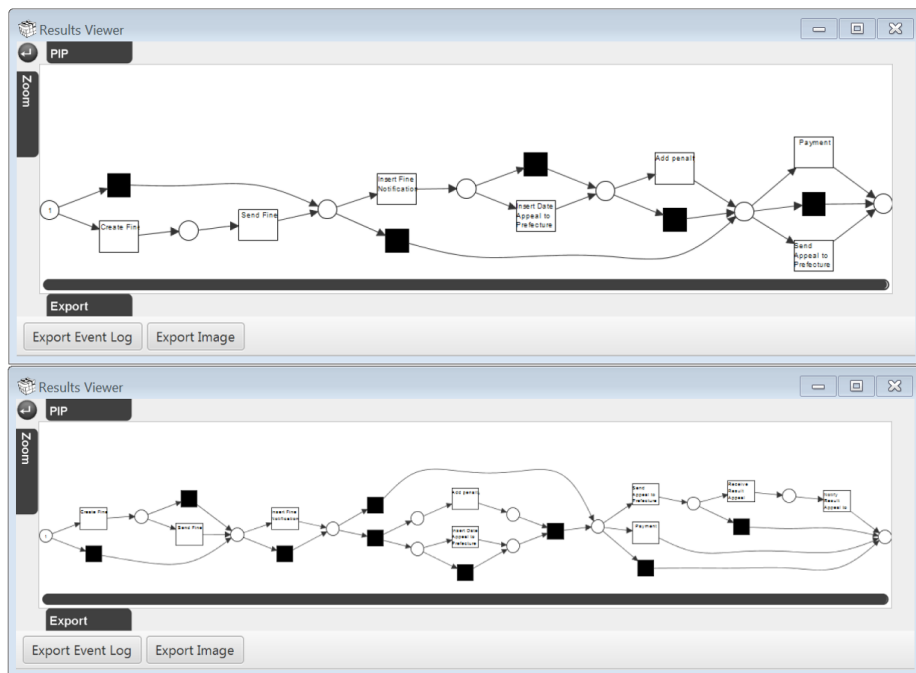 Results Viewer
PIP
Zoom
Payment
Add penalt
Insert Fine
Notification
1
Insert Date
Appeal to
Prefecture
Create Fine
Send Fine
Send
Appeal to
Prefecture
Export
Export Event Log
Export Image
Results Viewer
PIP
Zoom
Add penalty
Send
Appeal to
Prefecture
Receive
Result
Appeal
Notify
Result
Appeal to
Create Fine
Insert Fine
Notification
1
Send Fine
Insert Date
Appeal to
Prefecture
Payment
Export
Export Event Log
Export Image